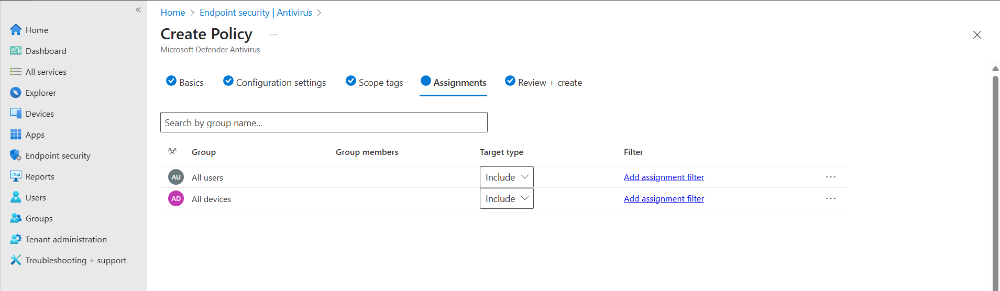 «
Home
Dashboard
All services
Explorer
Devices
Apps
Endpoint security
Reports
Users
Groups
Tenant administration
Troubleshooting + support
Home > Endpoint security | Antivirus >
Create Policy ...
Microsoft Defender Antivirus
Basics Configuration settings Scope tags Assignments Review + create
Search by group name...
Group Group members Target type Filter
AU All users Include Add assignment filter ...
AD All devices Include Add assignment filter ...